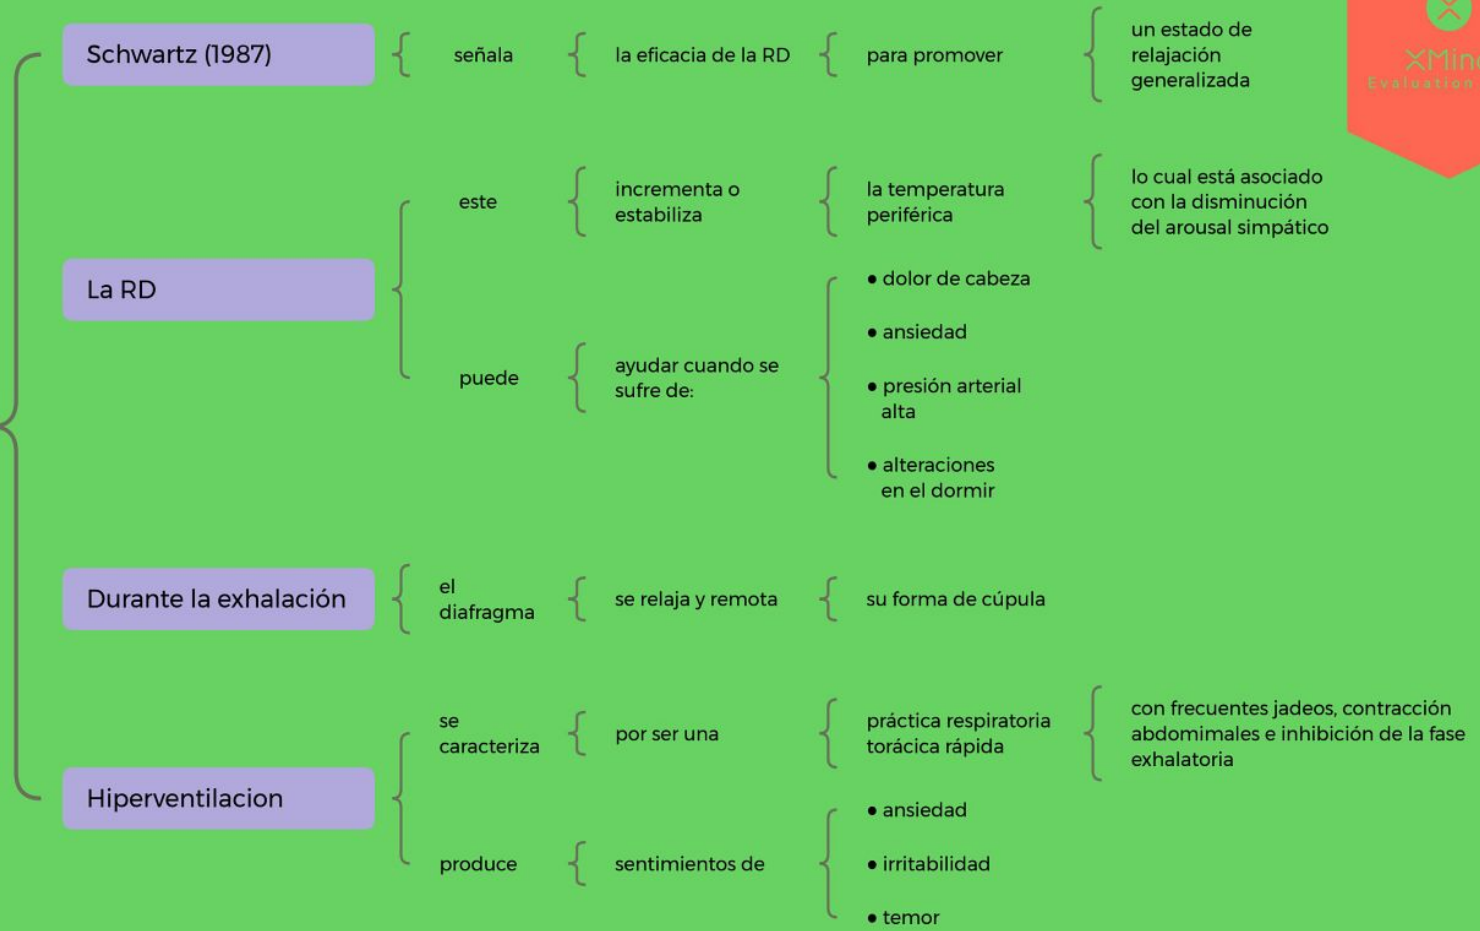 Schwartz (1987)
señala
la eficacia de la RD
para promover
un estado de
relajación
generalizada
XMind
Evaluation
La RD
este
incrementa o
estabiliza
la temperatura
periférica
lo cual está asociado
con la disminución
del arousal simpático
puede
ayudar cuando se
sufre de:
• dolor de cabeza
• ansiedad
• presión arterial
alta
• alteraciones
en el dormir
Durante la exhalación
el
diafragma
se relaja y remota
su forma de cúpula
Hiperventilacion
se
caracteriza
por ser una
práctica respiratoria
torácica rápida
con frecuentes jadeos, contracción
abdomimales e inhibición de la fase
exhalatoria
produce
sentimientos de
• ansiedad
• irritabilidad
• temor